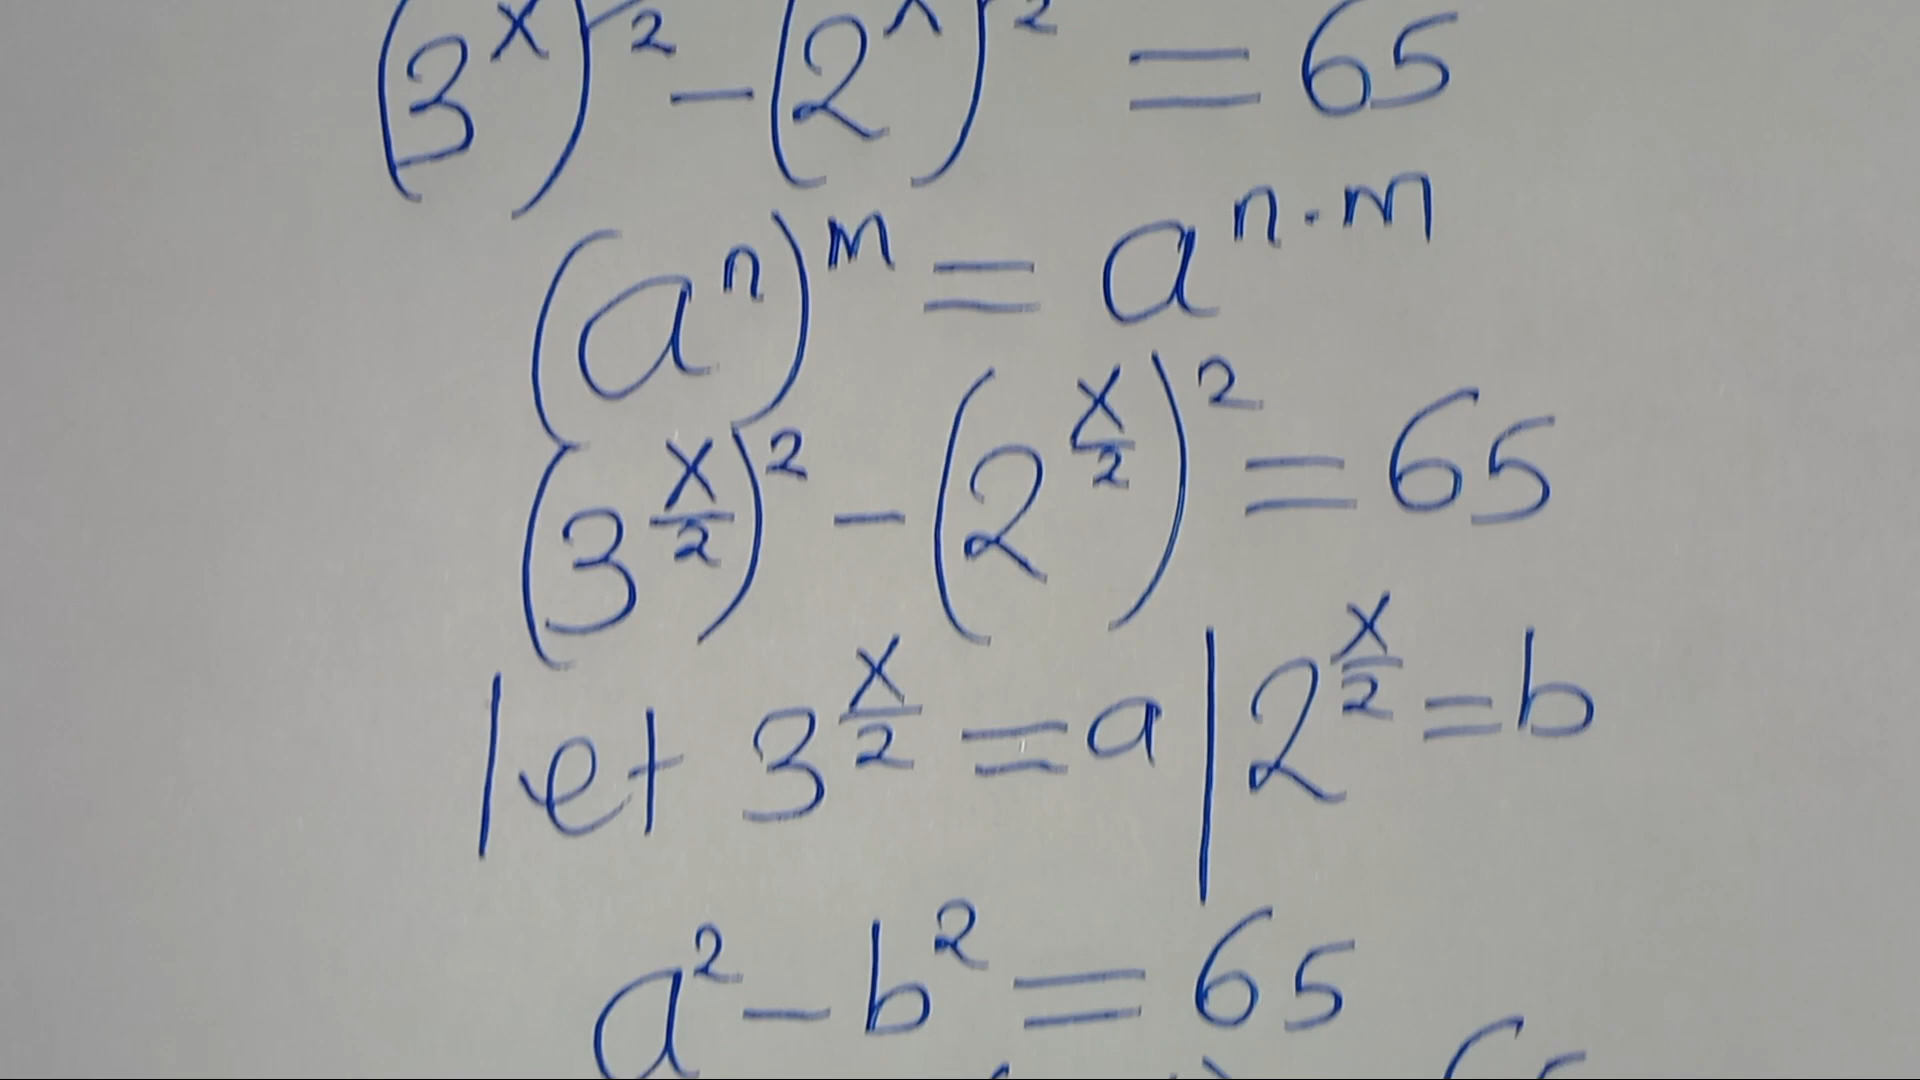 (3^x)^2 - (2^x)^2 = 65
(a^n)^m = a^{n·m}
(3^{x/2})^2 - (2^{x/2})^2 = 65
let 3^{x/2} = a | 2^{x/2} = b
a^2 - b^2 = 65